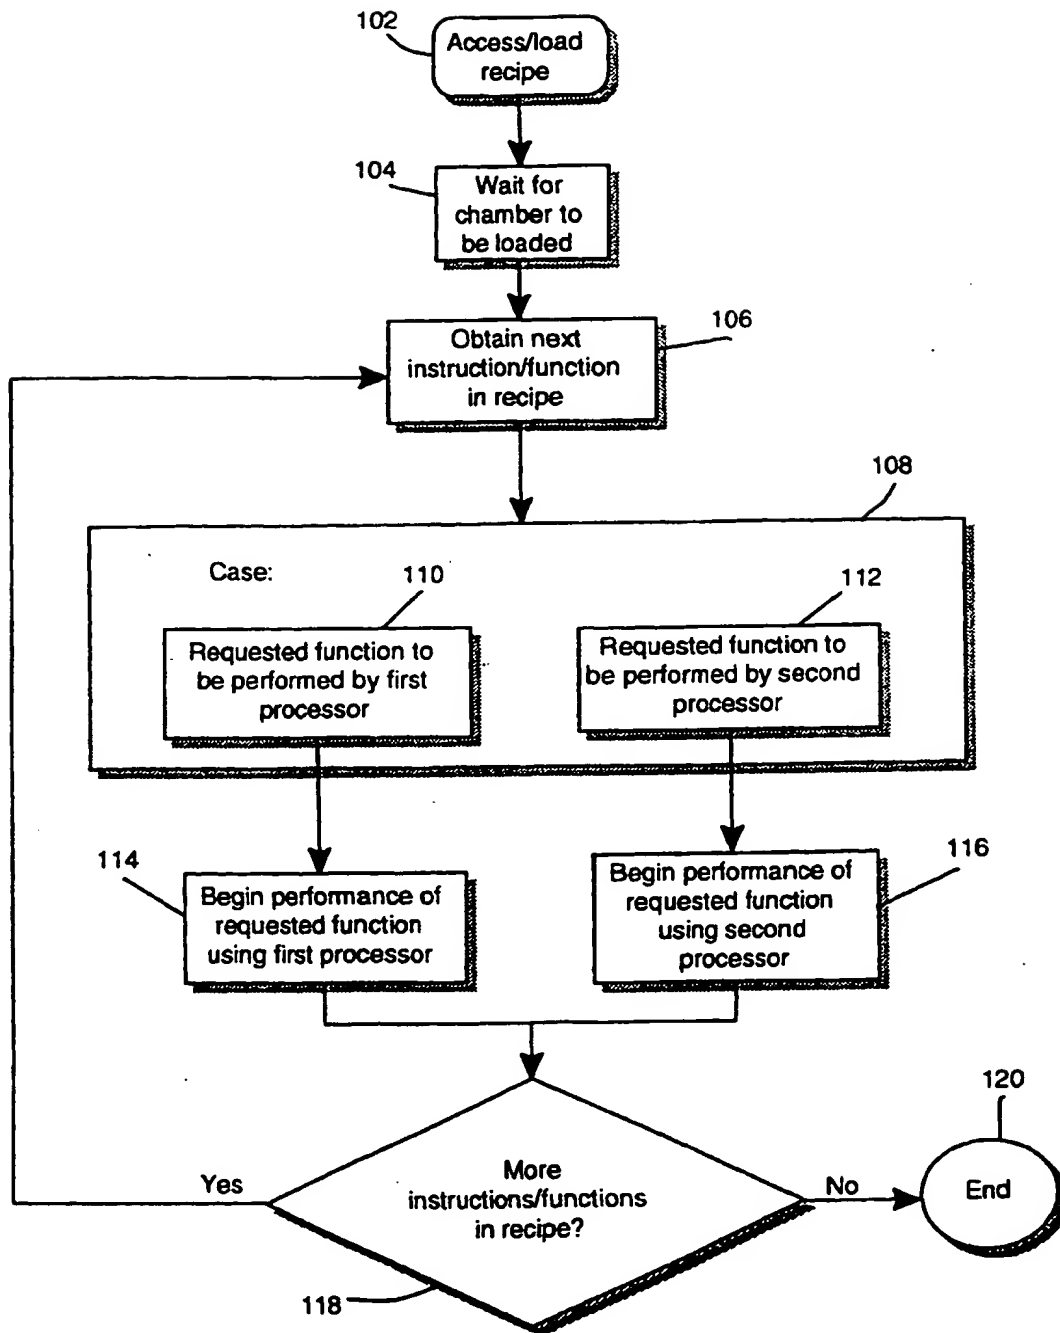 102
Access/load
recipe
104
Wait for
chamber to
be loaded
106
Obtain next
instruction/function
in recipe
108
Case:
110
112
Requested function to
be performed by first
processor
Requested function to
be performed by second
processor
114
Begin performance of
requested function
using first processor
116
Begin performance of
requested function
using second
processor
120
End
Yes
More
instructions/functions
in recipe?
No
118